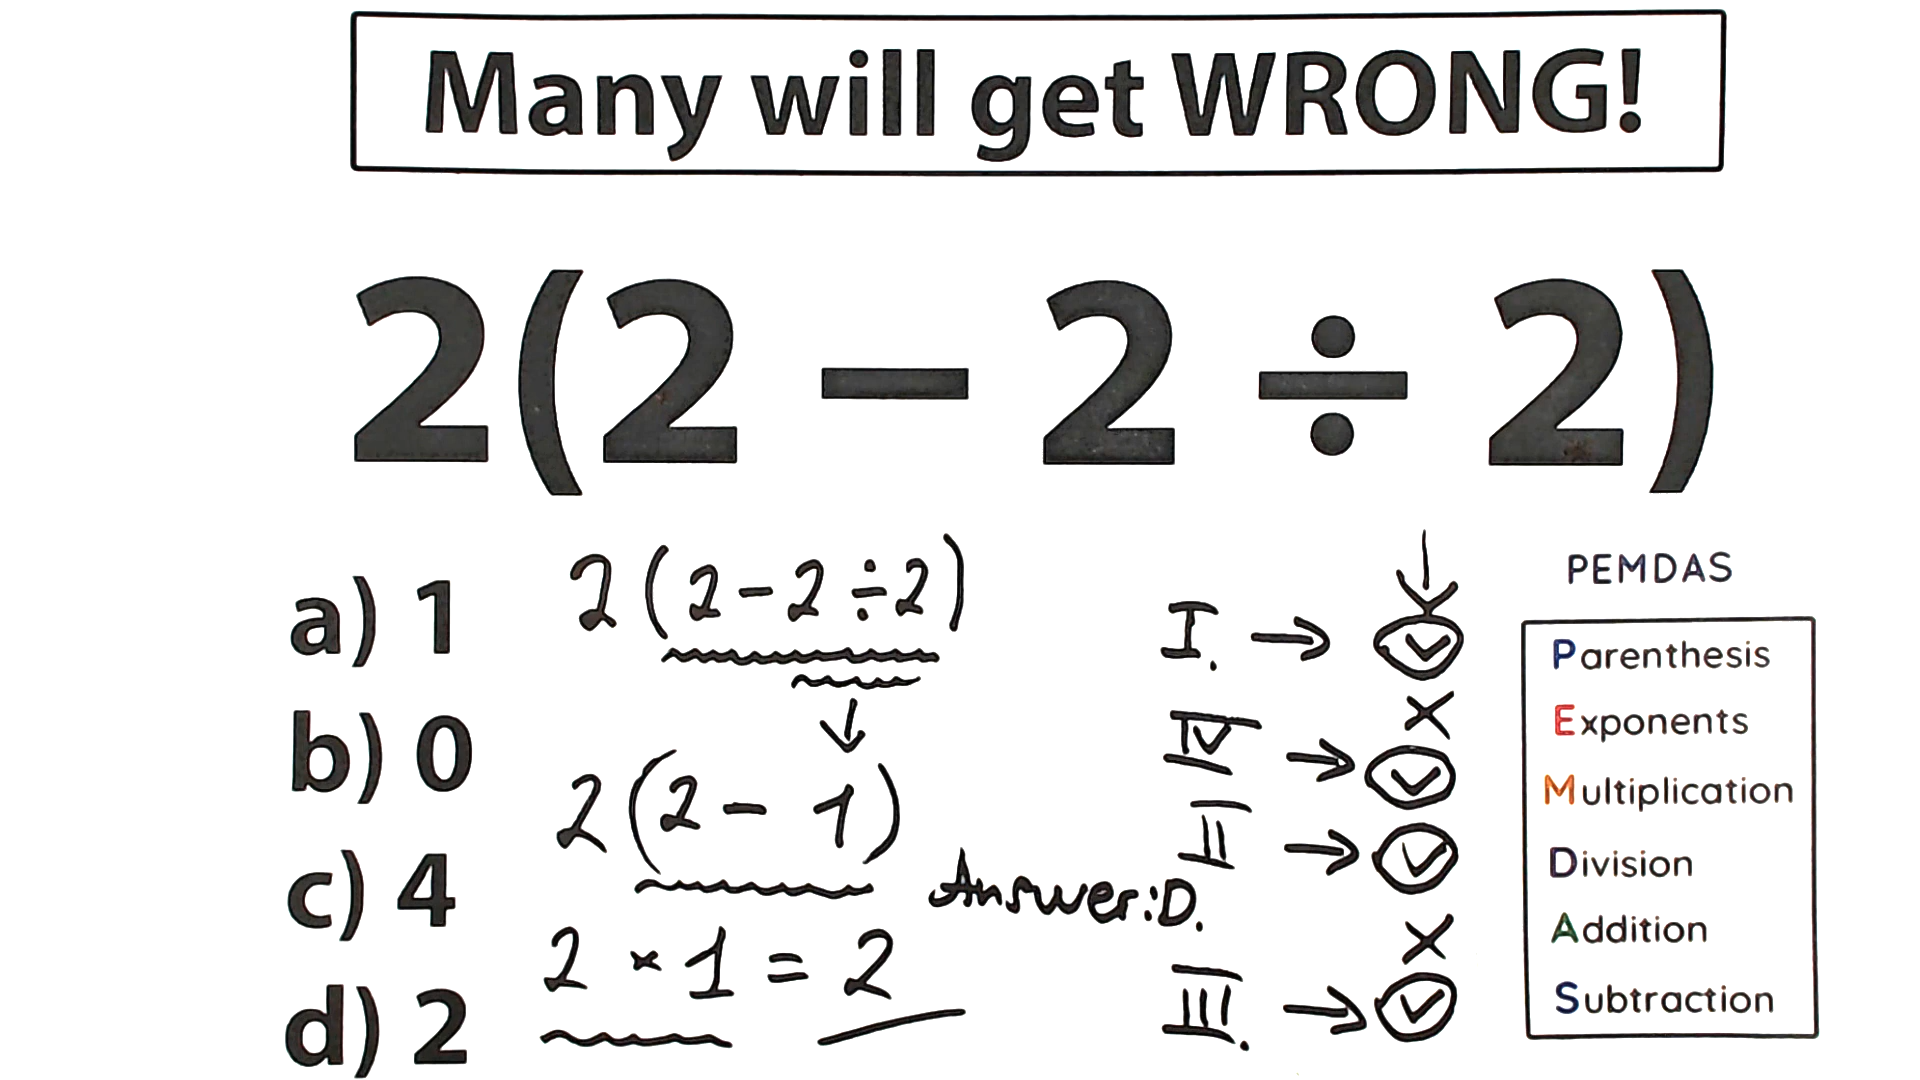 Many will get WRONG!
2(2 – 2 ÷ 2)
a) 1
b) 0
c) 4
d) 2
2(2-2÷2)
2(2-1)
2×1=2
Answer:D.
I. →
IV →
II →
III. →
PEMDAS
Parenthesis
Exponents
Multiplication
Division
Addition
Subtraction